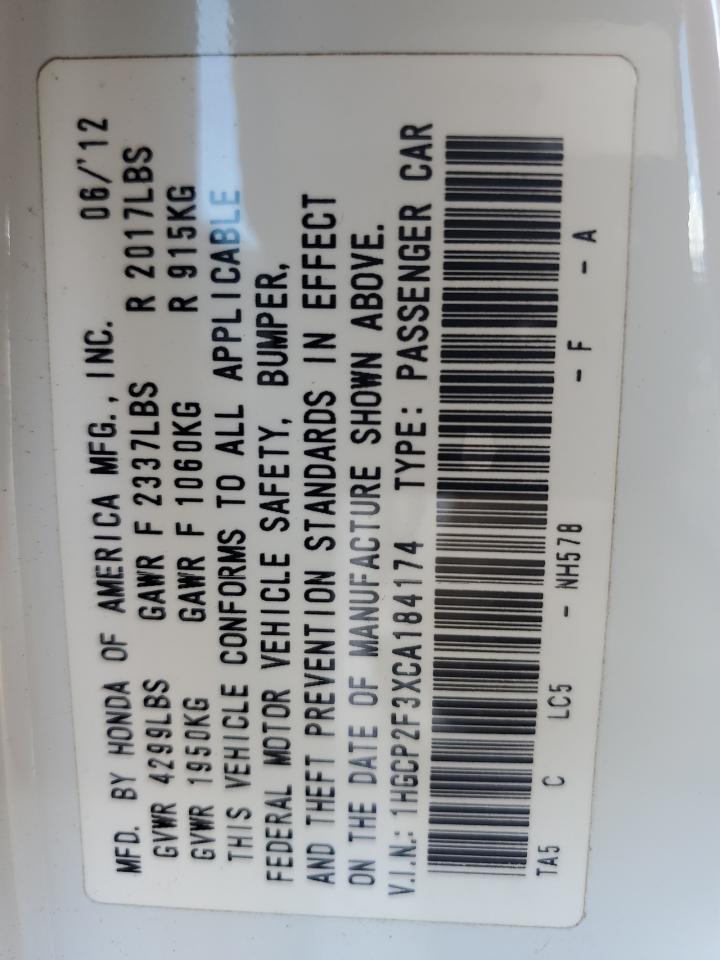 MFD. BY HONDA OF AMERICA MFG., INC. 06/'12
GVWR 4299LBS GAWR F 2337LBS R 2017LBS
GVWR 1950KG GAWR F 1060KG R 915KG
THIS VEHICLE CONFORMS TO ALL APPLICABLE
FEDERAL MOTOR VEHICLE SAFETY, BUMPER,
AND THEFT PREVENTION STANDARDS IN EFFECT
ON THE DATE OF MANUFACTURE SHOWN ABOVE.
V.I.N.: 1HGCP2F3XCA184174 TYPE: PASSENGER CAR
TA5 C LC5 - NH578 - F - A